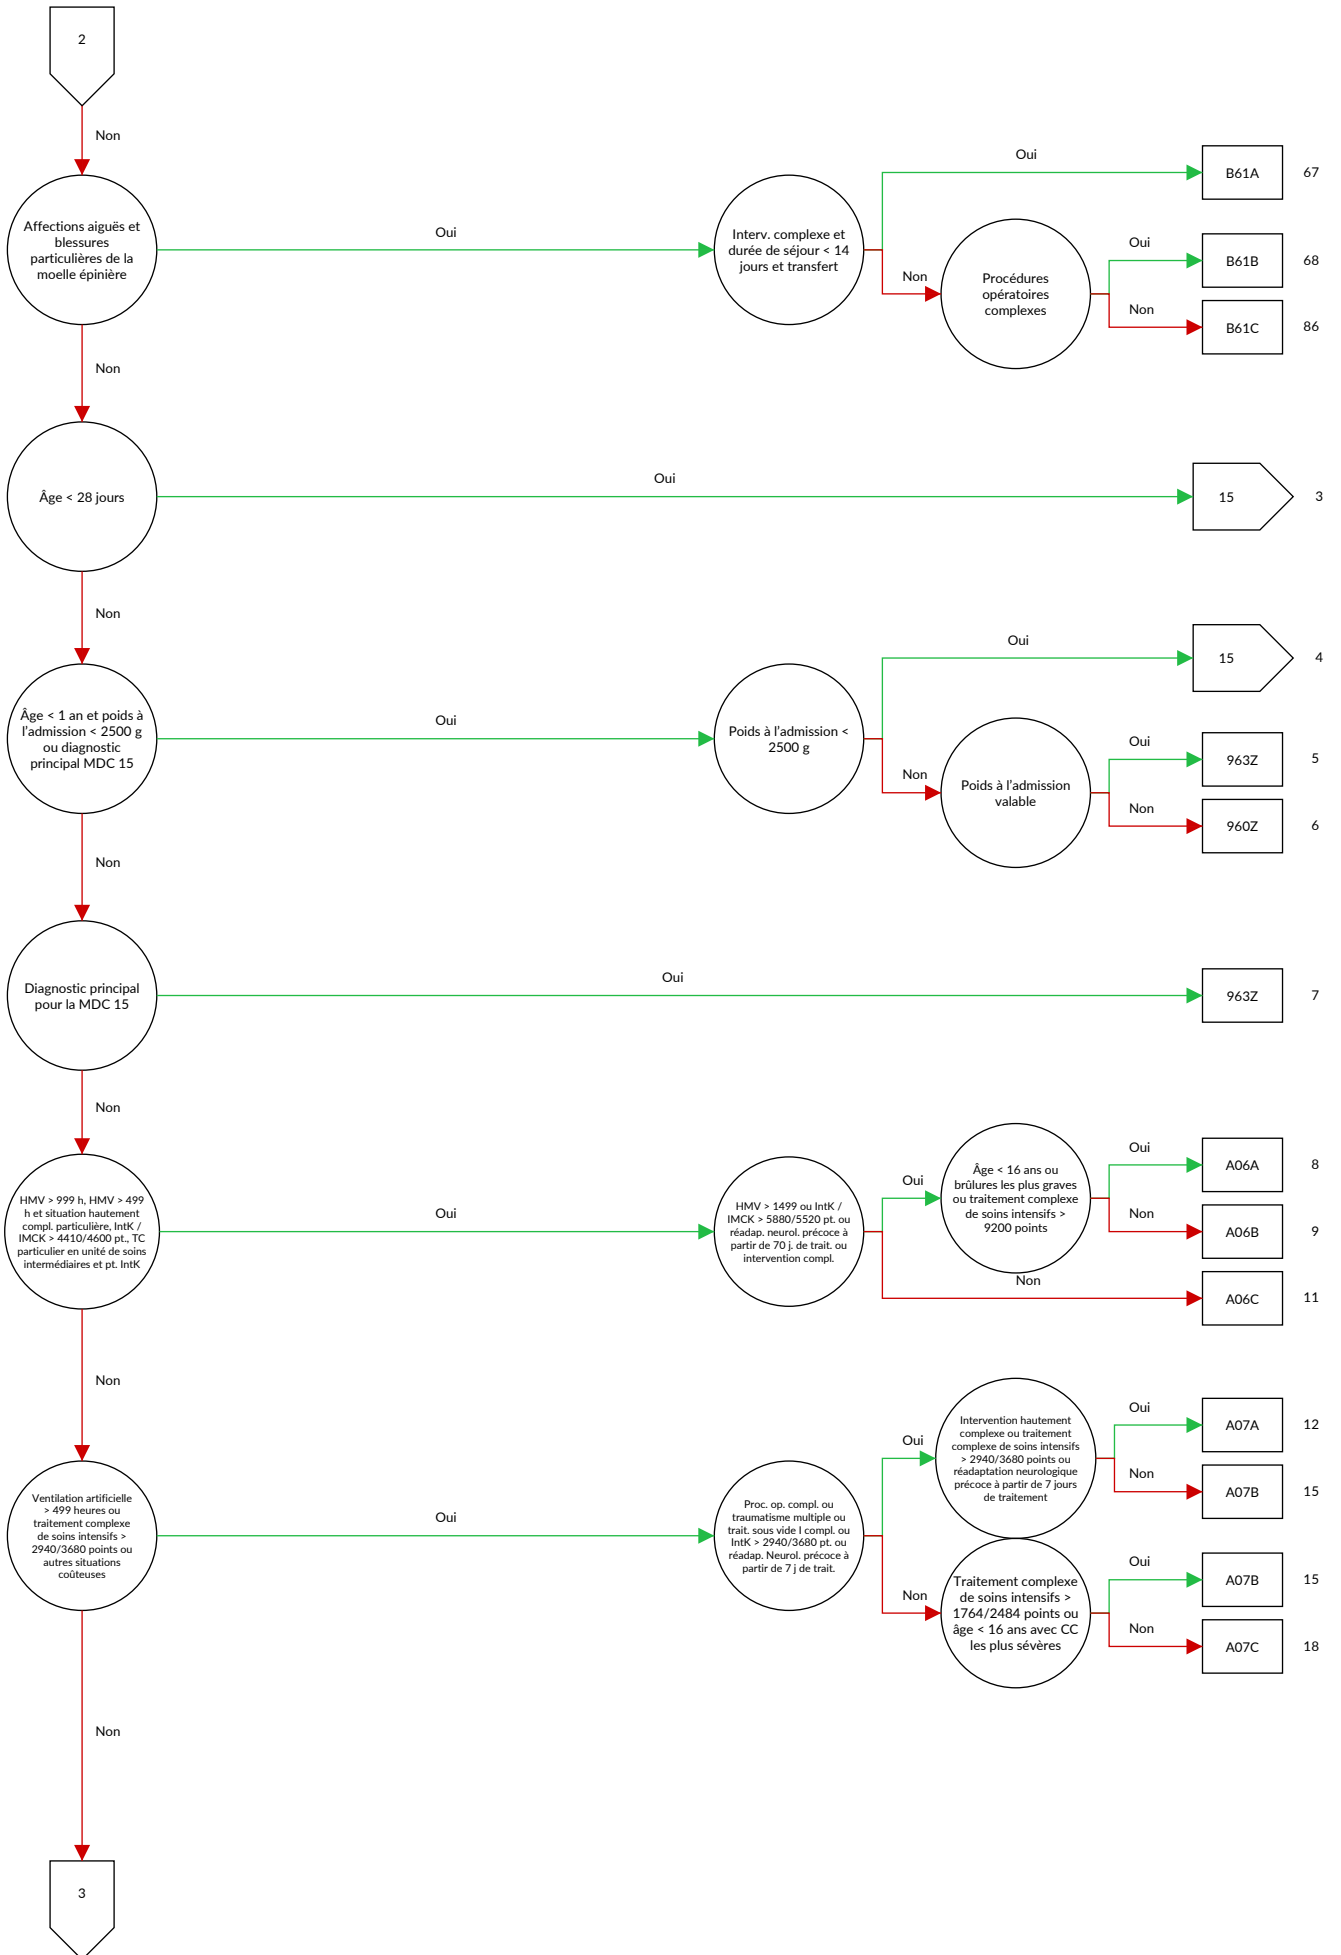 2
Non
Affections aiguës et
blessures
particulières de la
moelle épinière
Oui
Interv. complexe et
durée de séjour < 14
jours et transfert
Oui
B61A
67
Non
Procédures
opératoires
complexes
Oui
B61B
68
Non
B61C
86
Non
Âge < 28 jours
Oui
15
3
Non
Âge < 1 an et poids à
l'admission < 2500 g
ou diagnostic
principal MDC 15
Oui
Poids à l'admission <
2500 g
Oui
15
4
Non
Poids à l'admission
valable
Oui
963Z
5
Non
960Z
6
Non
Diagnostic principal
pour la MDC 15
Oui
963Z
7
Non
HMV > 999 h, HMV > 499
h et situation hautement
compl. particulière, IntK /
IMCK > 4410/4600 pt., TC
particulier en unité de soins
intermédiaires et pt. IntK
Oui
HMV > 1499 ou IntK /
IMCK > 5880/5520 pt. ou
réadap. neurol. précoce à
partir de 70 j. de trait. ou
intervention compl.
Oui
Âge < 16 ans ou
brûlures les plus graves
ou traitement complexe
de soins intensifs >
9200 points
Oui
A06A
8
Non
A06B
9
Non
A06C
11
Non
Ventilation artificielle
> 499 heures ou
traitement complexe
de soins intensifs >
2940/3680 points ou
autres situations
coûteuses
Oui
Proc. op. compl. ou
traumatisme multiple ou
trait. sous vide I compl. ou
IntK > 2940/3680 pt. ou
réadap. Neurol. précoce à
partir de 7 j de trait.
Oui
Intervention hautement
complexe ou traitement
complexe de soins intensifs
> 2940/3680 points ou
réadaptation neurologique
précoce à partir de 7 jours
de traitement
Oui
A07A
12
Non
A07B
15
Non
Traitement complexe
de soins intensifs >
1764/2484 points ou
âge < 16 ans avec CC
les plus sévères
Oui
A07B
15
Non
A07C
18
Non
3